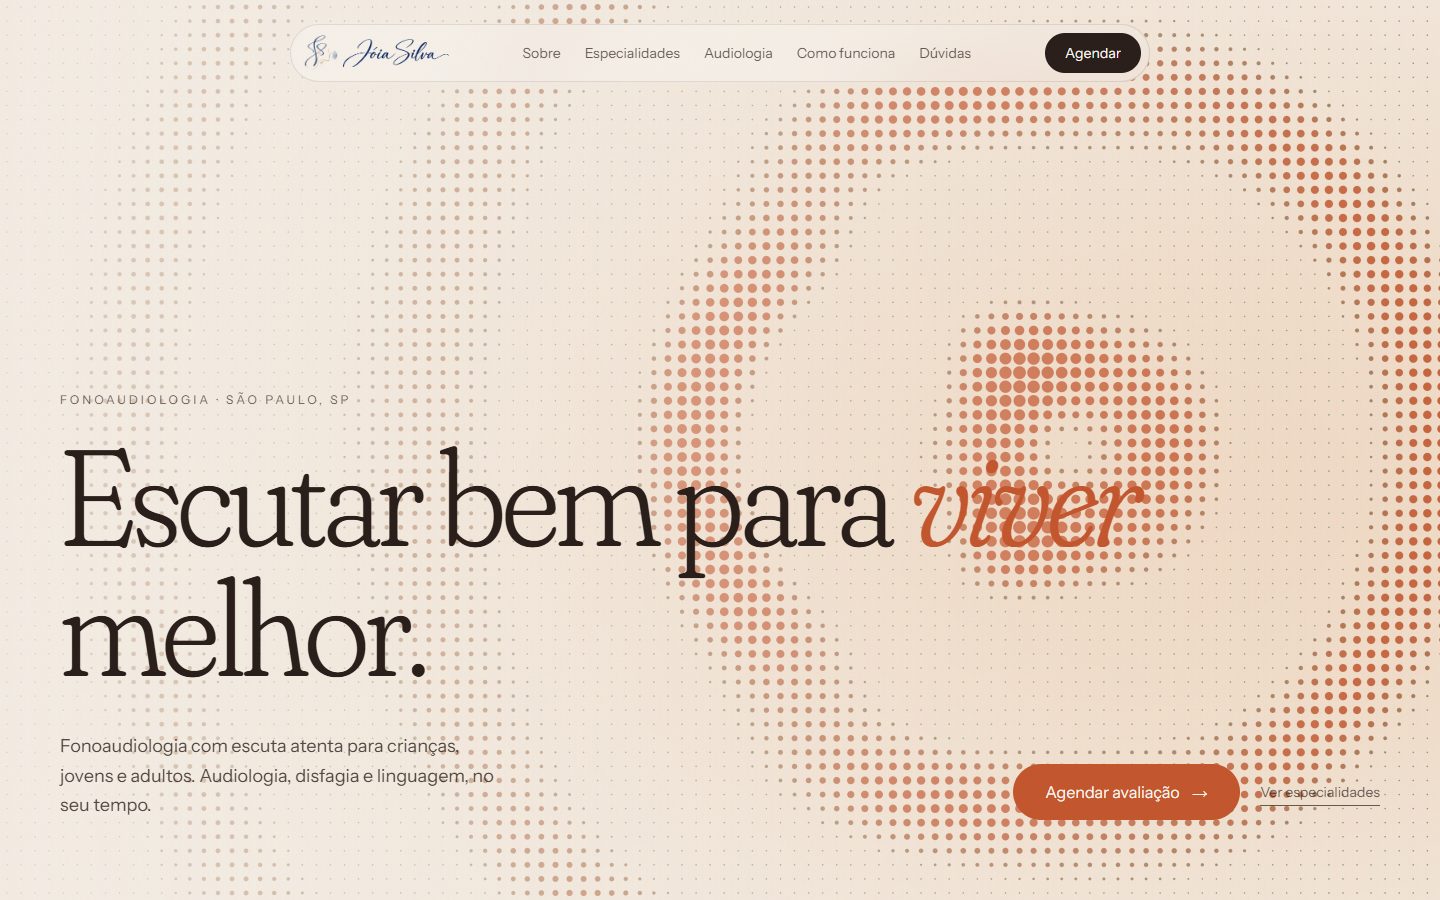 Jóia Silva
Sobre
Especialidades
Audiologia
Como funciona
Dúvidas
Agendar
FONOAUDIOLOGIA · SÃO PAULO, SP
Escutar bem para viver
melhor.
Fonoaudiologia com escuta atenta para crianças,
jovens e adultos. Audiologia, disfagia e linguagem, no
seu tempo.
Agendar avaliação →
Ver especialidades